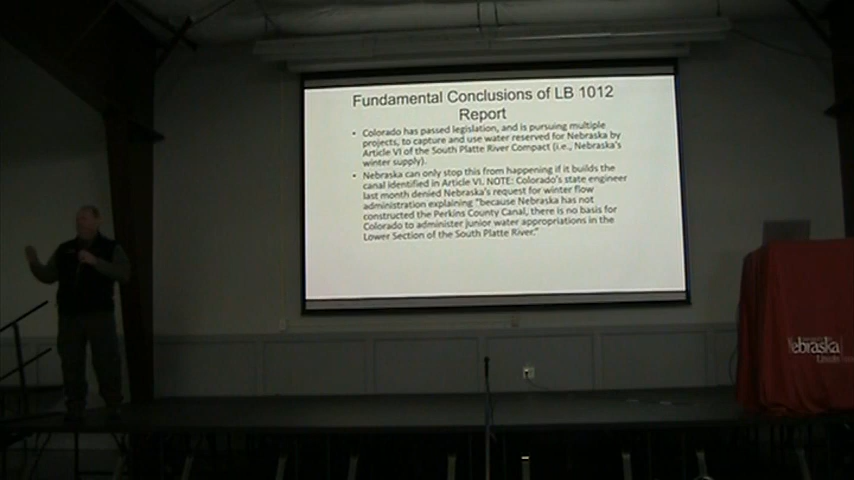 Fundamental Conclusions of LB 1012
Report
• Colorado has passed legislation, and is pursuing multiple
projects, to capture and use water reserved for Nebraska by
Article VI of the South Platte River Compact (i.e., Nebraska's
winter supply).
• Nebraska can only stop this from happening if it builds the
canal identified in Article VI. NOTE: Colorado's state engineer
last month denied Nebraska's request for winter flow
administration explaining "because Nebraska has not
constructed the Perkins County Canal, there is no basis for
Colorado to administer junior water appropriations in the
Lower Section of the South Platte River."
Nebraska
Lincoln